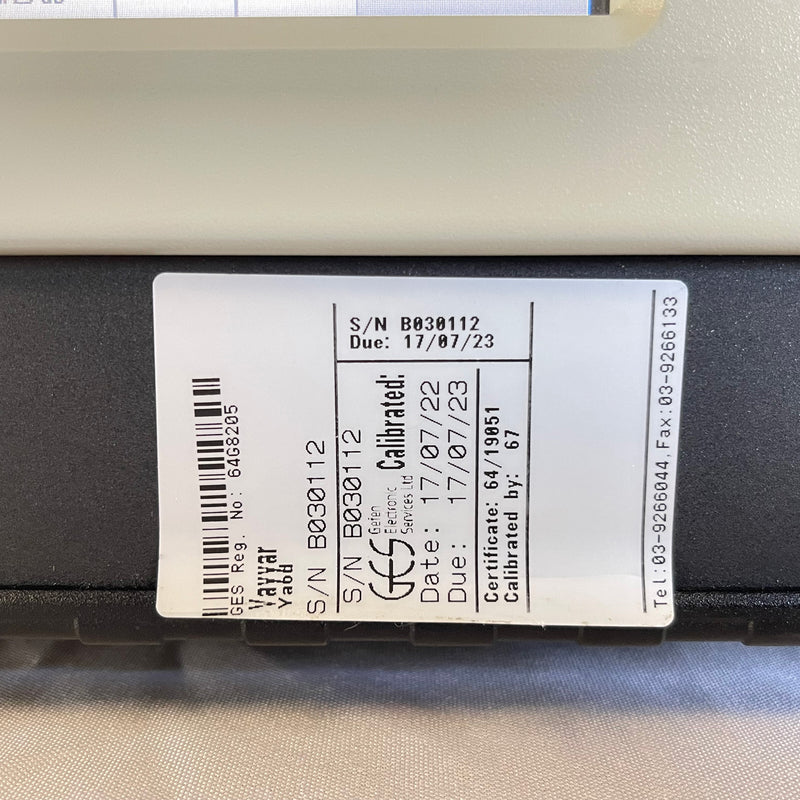 GES Reg. No: 64G8205
Vayyar
Yabd
S/N B030112
S/N B030112
Due: 17/07/23
S/N B030112
GES
Gefen
Electronic
Services Ltd
Calibrated:
Date: 17/07/22
Due: 17/07/23
Certificate: 64/19051
Calibrated by: 67
Tel:03-9266044, Fax:03-9266133